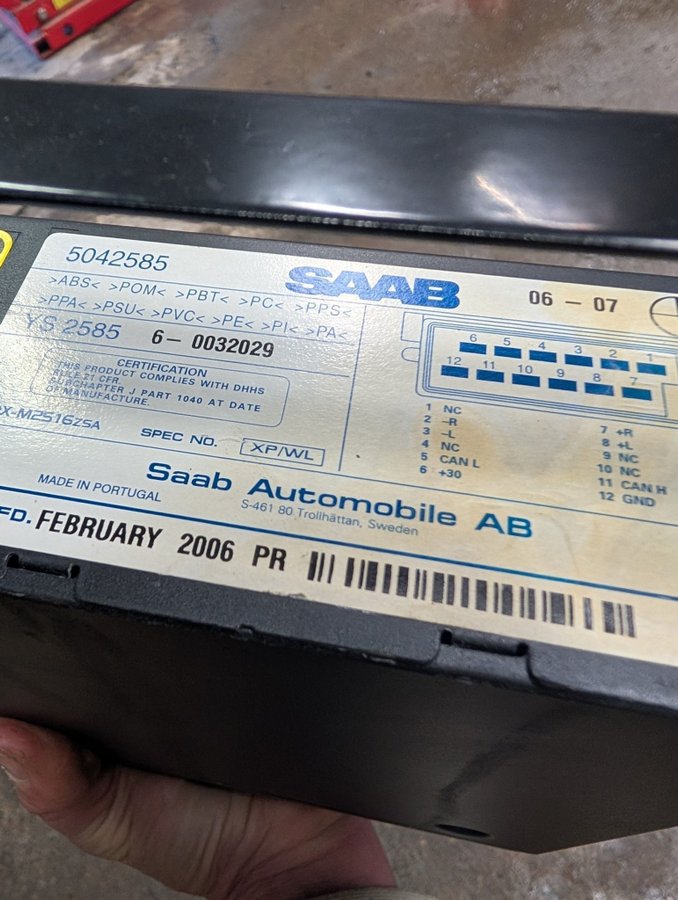 5042585
SAAB
06 – 07
>ABS< >POM< >PBT< >PC< >PPS<
>PPA< >PSU< >PVC< >PE< >PI< >PA<
YS 2585 6– 0032029
CERTIFICATION
THIS PRODUCT COMPLIES WITH DHHS
21 CFR.
SUBCHAPTER J PART 1040 AT DATE
OF MANUFACTURE.
X-M2516ZSA
SPEC NO. XP/WL
6 5 4 3 2 1
12 11 10 9 8 7
1 NC
2 –R
3 –L
4 NC
5 CAN L
6 +30
7 +R
8 +L
9 NC
10 NC
11 CAN H
12 GND
MADE IN PORTUGAL
Saab Automobile AB
S-461 80 Trollhättan, Sweden
FD. FEBRUARY 2006 PR